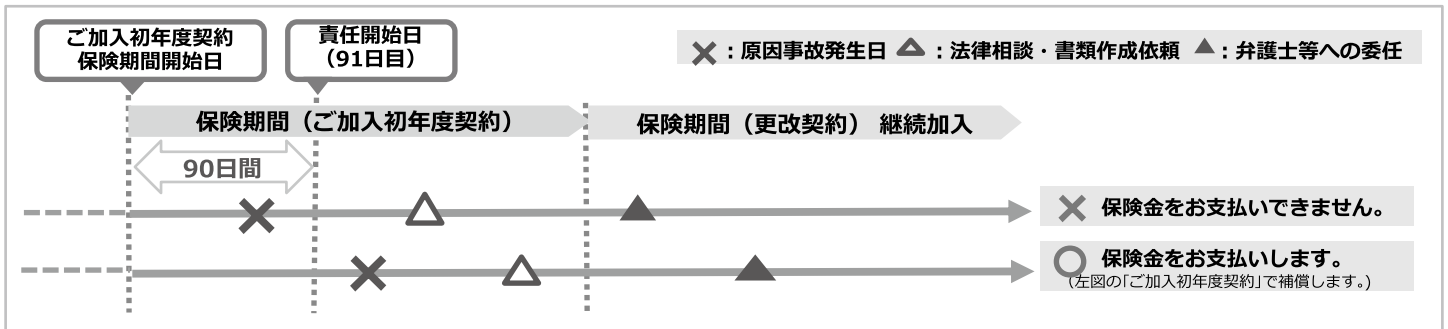 ご加入初年度契約
保険期間開始日
責任開始日
（91日目）
：原因事故発生日 ：法律相談・書類作成依頼 ：弁護士等への委任
保険期間（ご加入初年度契約）
保険期間（更改契約） 継続加入
90日間
保険金をお支払いできません。
保険金をお支払いします。
（左図の｢ご加入初年度契約｣で補償します。）